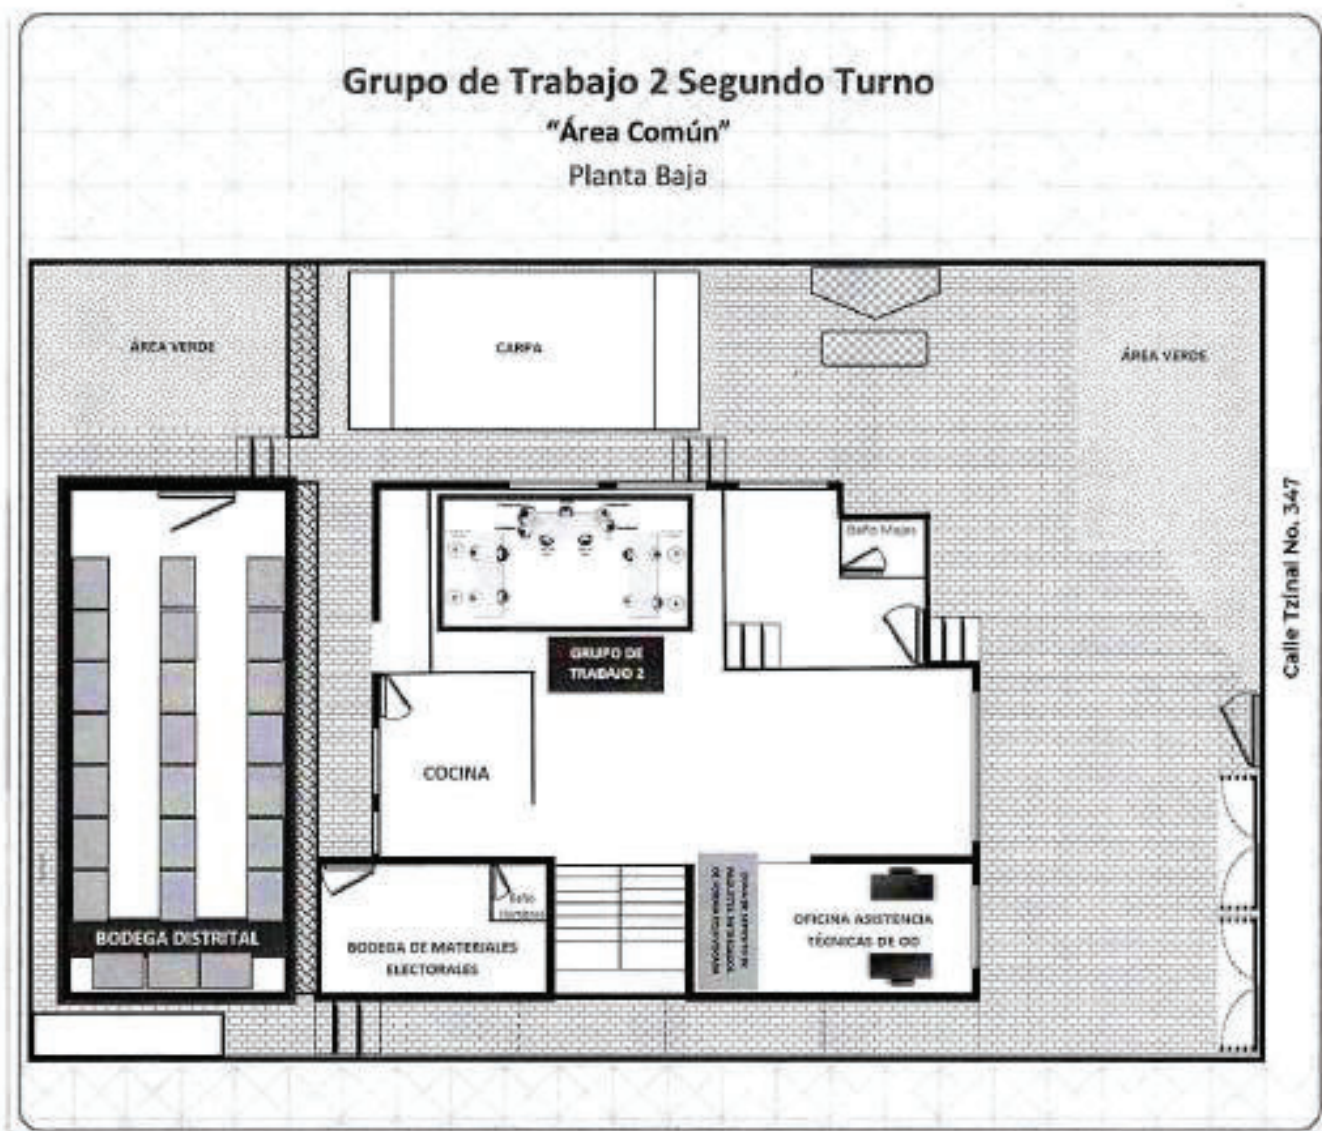 Grupo de Trabajo 2 Segundo Turno
“Área Común”
Planta Baja
ÁREA VERDE
CARPA
ÁREA VERDE
Calle Tzinal No. 347
Baño
GRUPO DE
TRABAJO 2
COCINA
Baño
BODEGA DISTRITAL
BODEGA DE MATERIALES
ELECTORALES
OFICINA ASISTENCIA
TÉCNICAS DE OD